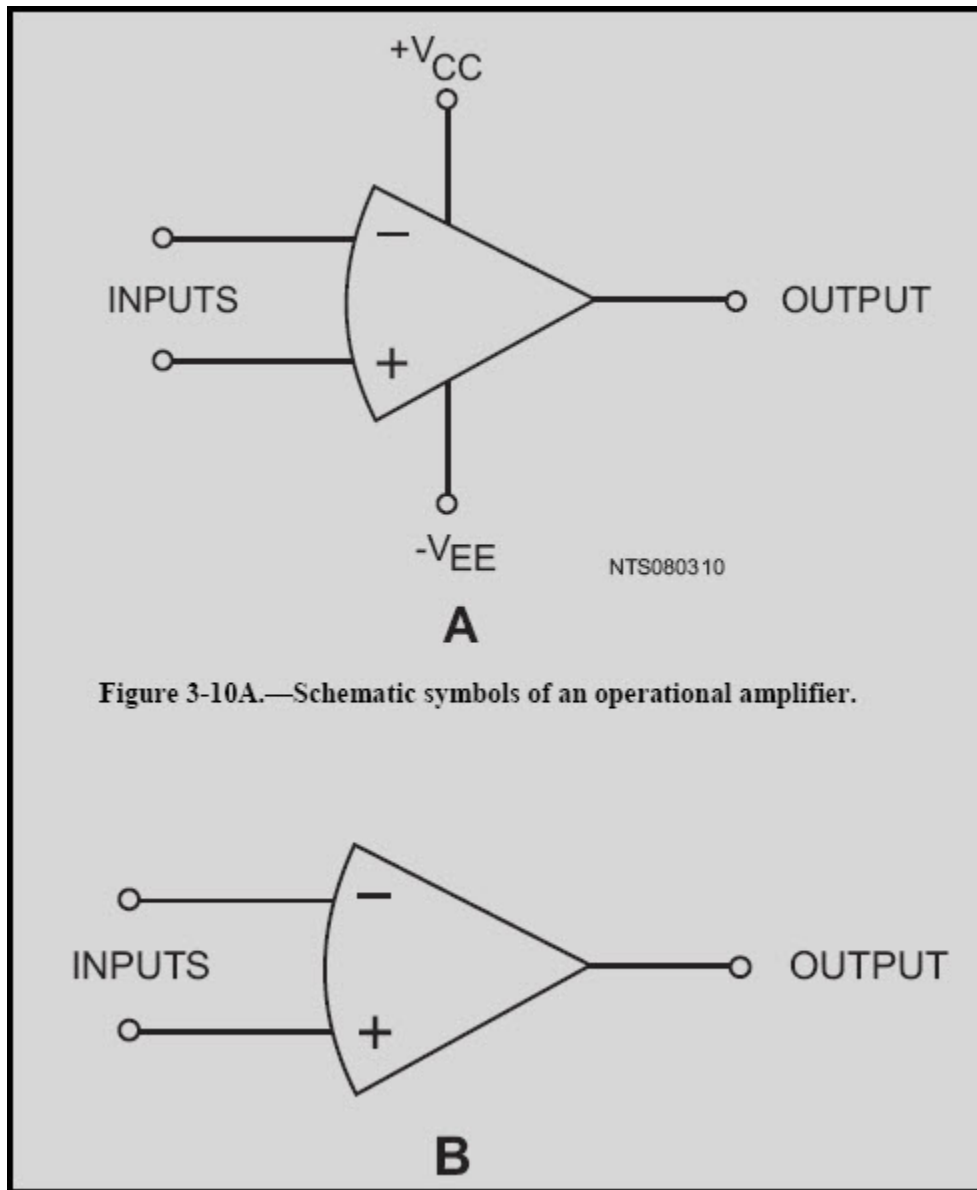 +VCC
−
INPUTS
OUTPUT
+
-VEE
NTS080310
A
Figure 3-10A.—Schematic symbols of an operational amplifier.
−
INPUTS
OUTPUT
+
B